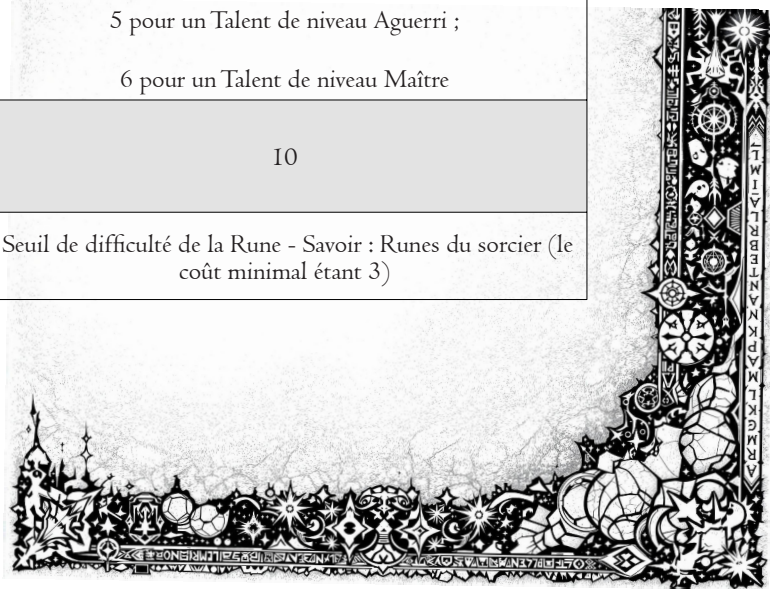 5 pour un Talent de niveau Aguerri ;
6 pour un Talent de niveau Maître
10
Seuil de difficulté de la Rune - Savoir : Runes du sorcier (le
coût minimal étant 3)